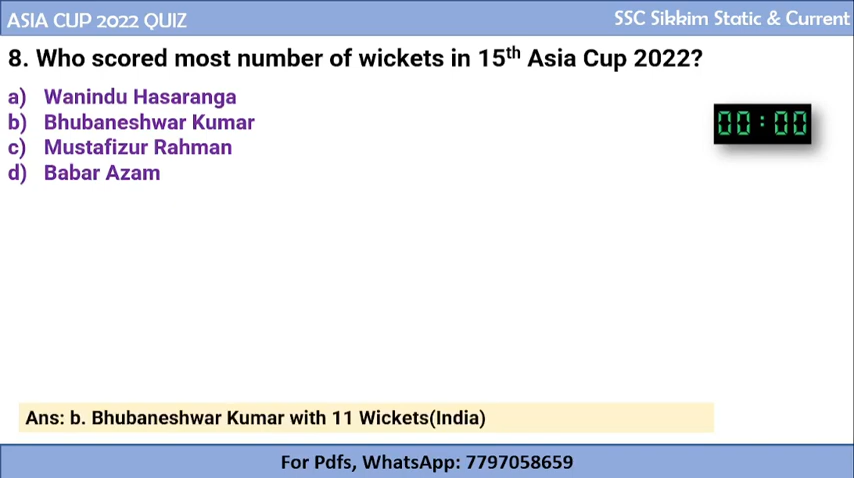 ASIA CUP 2022 QUIZ
SSC Sikkim Static & Current
8. Who scored most number of wickets in 15th Asia Cup 2022?
a) Wanindu Hasaranga
b) Bhubaneshwar Kumar
c) Mustafizur Rahman
d) Babar Azam
00:00
Ans: b. Bhubaneshwar Kumar with 11 Wickets(India)
For Pdfs, WhatsApp: 7797058659